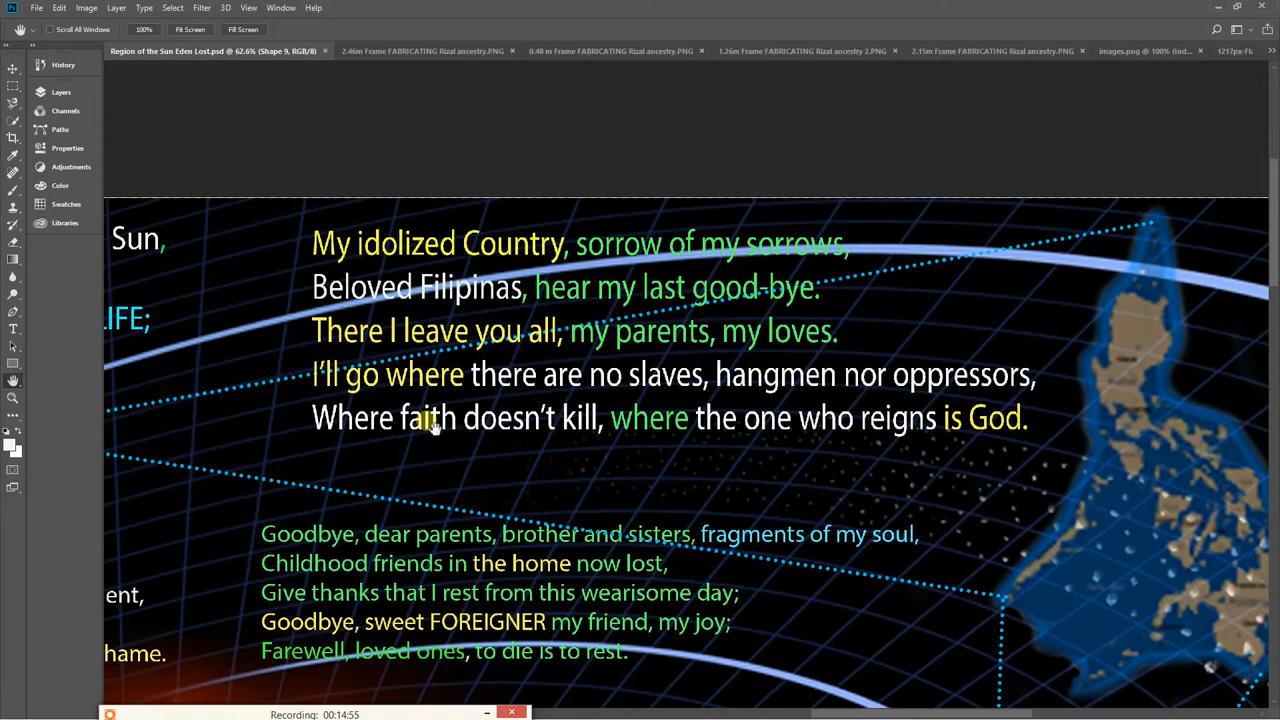 Ps File Edit Image Layer Type Select Filter 3D View Window Help
Scroll All Windows 100% Fit Screen Fill Screen
Region of the Sun Eden Lost.psd @ 62.6% (Shape 9, RGB/8) × 2.46m Frame FABRICATING Rizal ancestry.PNG × 0.48 m Frame FABRICATING Rizal ancestry.PNG × 1.26m Frame FABRICATING Rizal ancestry 2.PNG × 2.15m Frame FABRICATING Rizal ancestry.PNG × images.png @ 100% (Ind... × 1217px-Fl
History
Layers
Channels
Paths
Properties
Adjustments
Color
Swatches
Libraries
Sun,
LIFE;
ent,
hame.
My idolized Country, sorrow of my sorrows,
Beloved Filipinas, hear my last good-bye.
There I leave you all, my parents, my loves.
I'll go where there are no slaves, hangmen nor oppressors,
Where faith doesn't kill, where the one who reigns is God.
Goodbye, dear parents, brother and sisters, fragments of my soul,
Childhood friends in the home now lost,
Give thanks that I rest from this wearisome day;
Goodbye, sweet FOREIGNER my friend, my joy;
Farewell, loved ones, to die is to rest.
Recording: 00:14:55